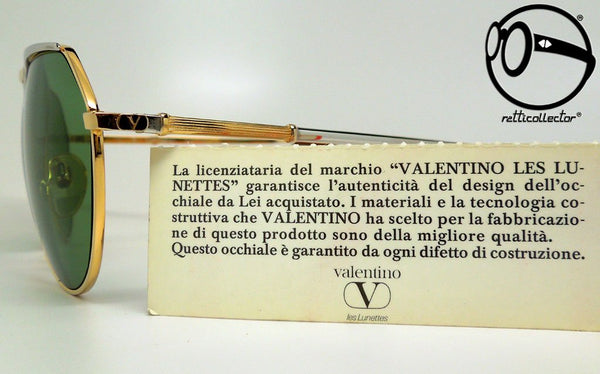 retticollector®
La licenziataria del marchio “VALENTINO LES LU-
NETTES” garantisce l’autenticità del design dell’oc-
chiale da Lei acquistato. I materiali e la tecnologia co-
struttiva che VALENTINO ha scelto per la fabbricazio-
ne di questo prodotto sono della migliore qualità.
Questo occhiale è garantito da ogni difetto di costruzione.
valentino
V
les Lunettes